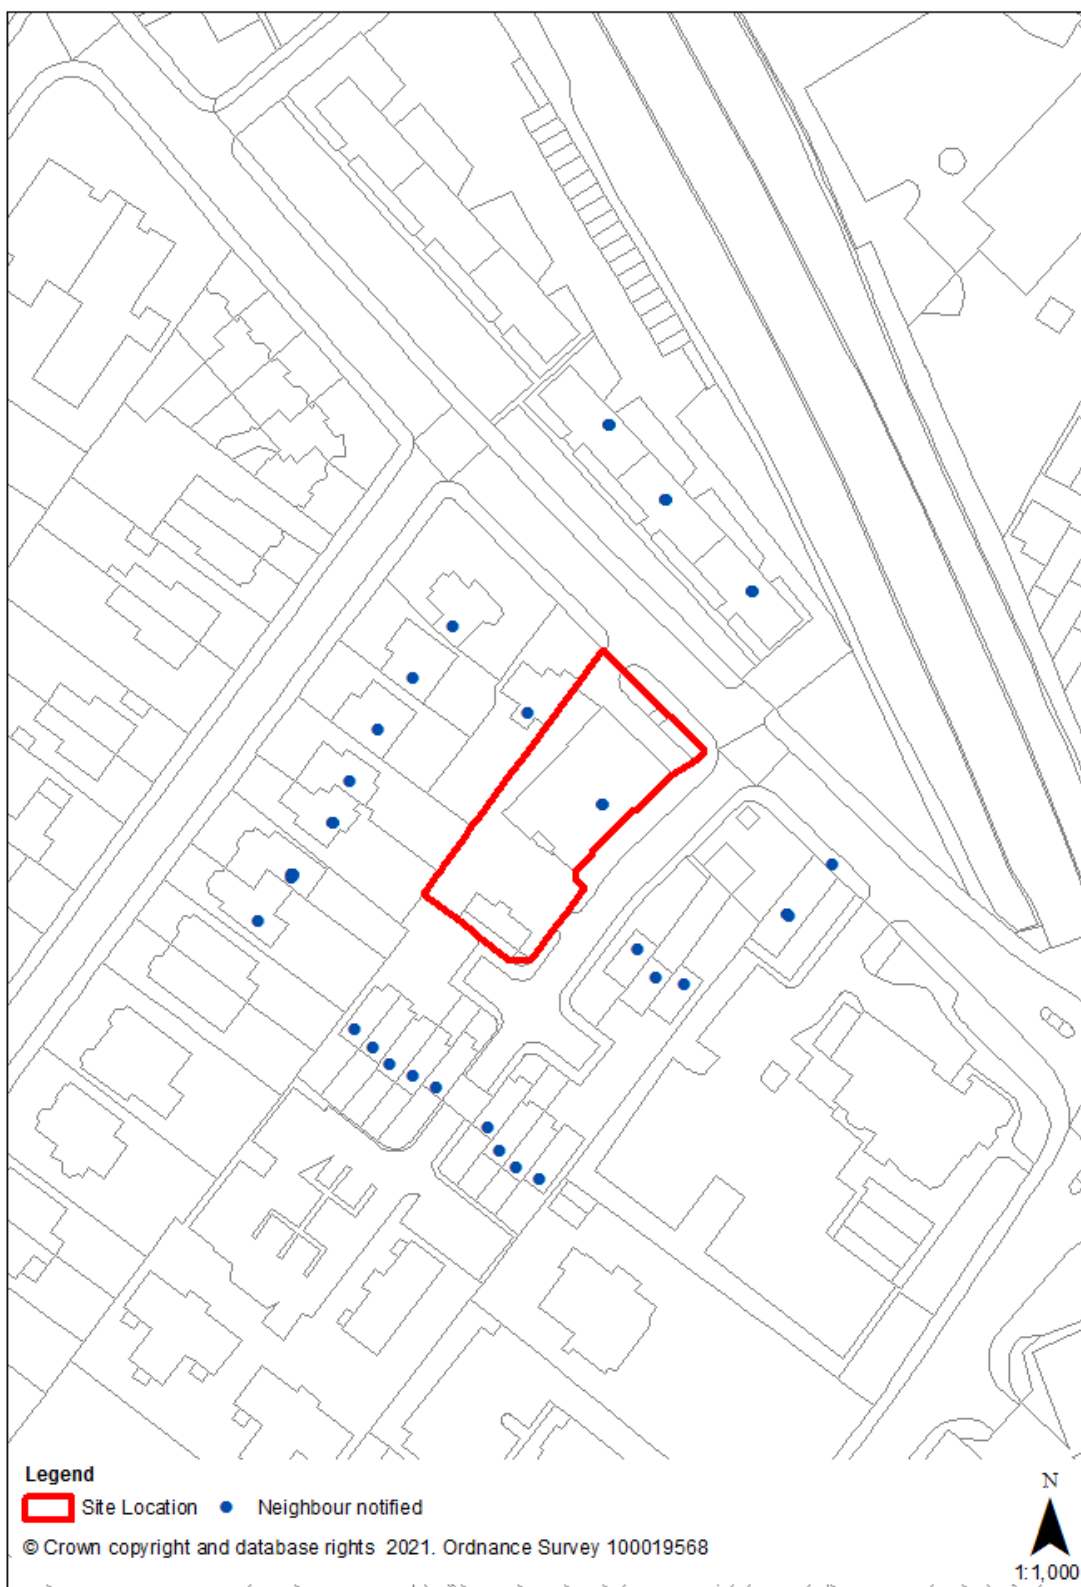 Legend
Site Location Neighbour notified
© Crown copyright and database rights 2021. Ordnance Survey 100019568
N
1:1,000